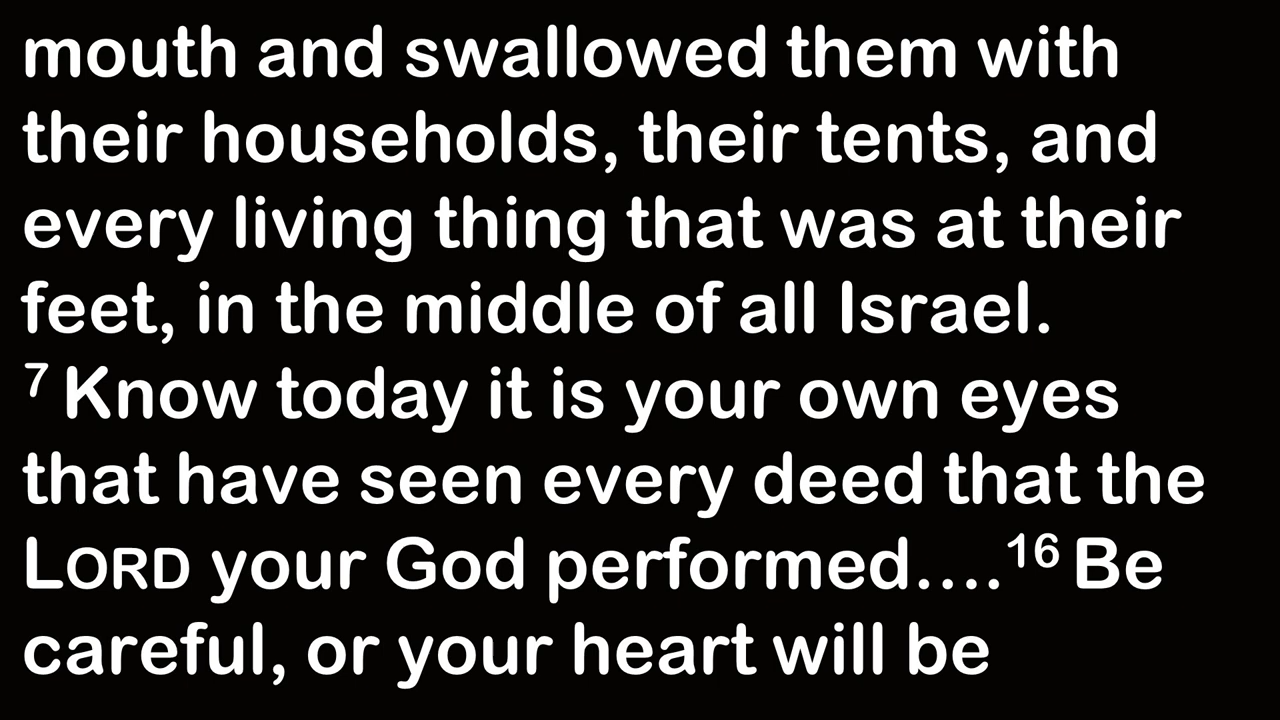 mouth and swallowed them with
their households, their tents, and
every living thing that was at their
feet, in the middle of all Israel.
⁷ Know today it is your own eyes
that have seen every deed that the
LORD your God performed….¹⁶ Be
careful, or your heart will be